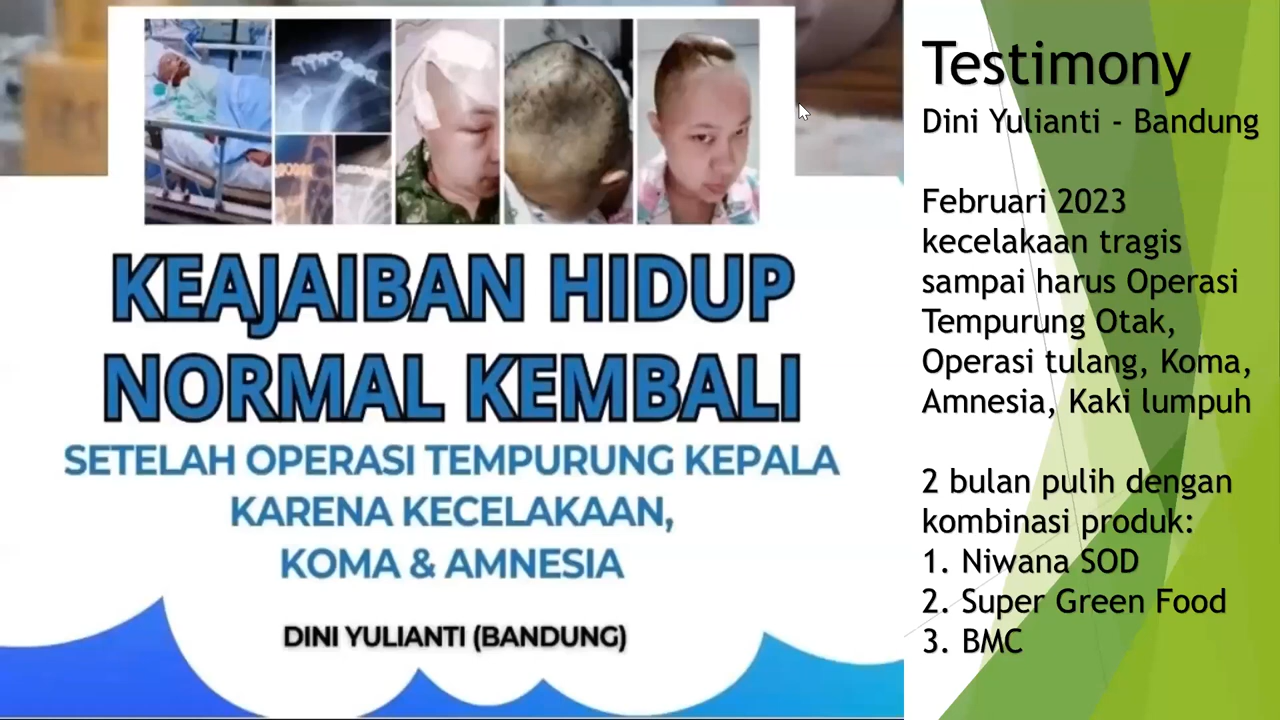 KEAJAIBAN HIDUP
NORMAL KEMBALI
SETELAH OPERASI TEMPURUNG KEPALA
KARENA KECELAKAAN,
KOMA & AMNESIA
DINI YULIANTI (BANDUNG)
Testimony
Dini Yulianti - Bandung
Februari 2023
kecelakaan tragis
sampai harus Operasi
Tempurung Otak,
Operasi tulang, Koma,
Amnesia, Kaki lumpuh
2 bulan pulih dengan
kombinasi produk:
1. Niwana SOD
2. Super Green Food
3. BMC